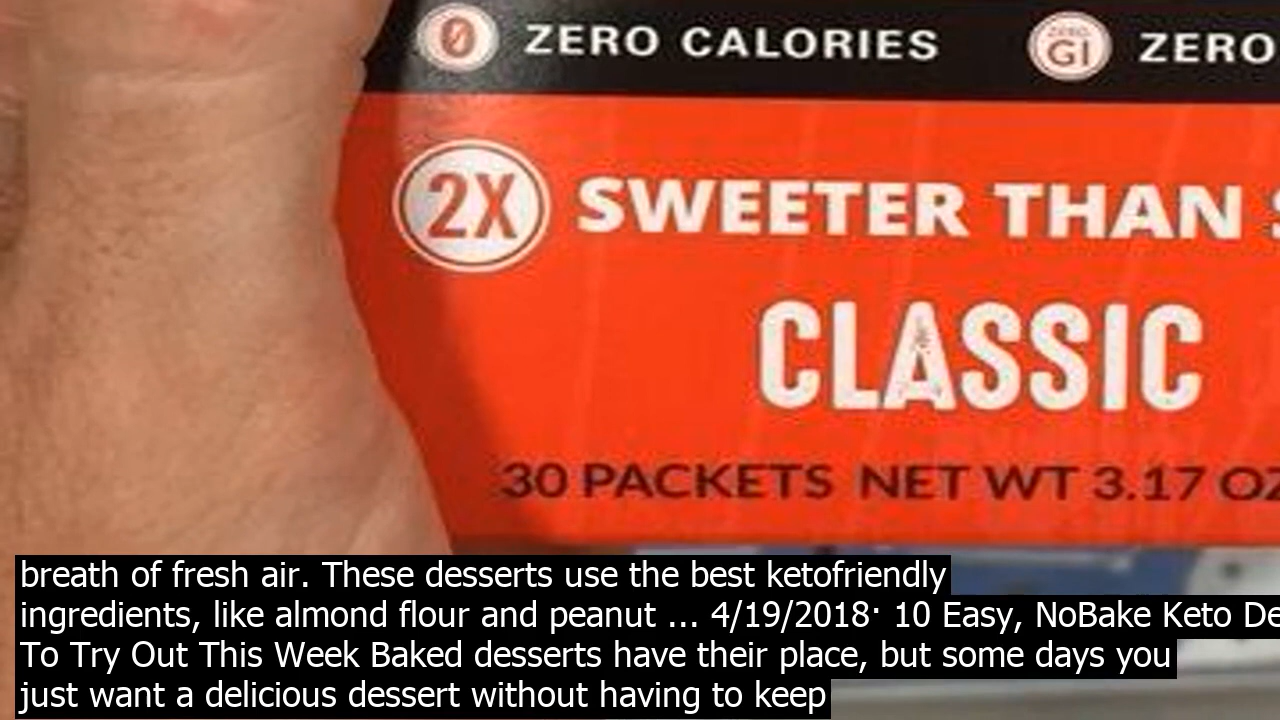 0 ZERO CALORIES ZERO GI ZERO
2X SWEETER THAN
CLASSIC
30 PACKETS NET WT 3.17 OZ
breath of fresh air. These desserts use the best ketofriendly
ingredients, like almond flour and peanut ... 4/19/2018· 10 Easy, NoBake Keto De
To Try Out This Week Baked desserts have their place, but some days you
just want a delicious dessert without having to keep